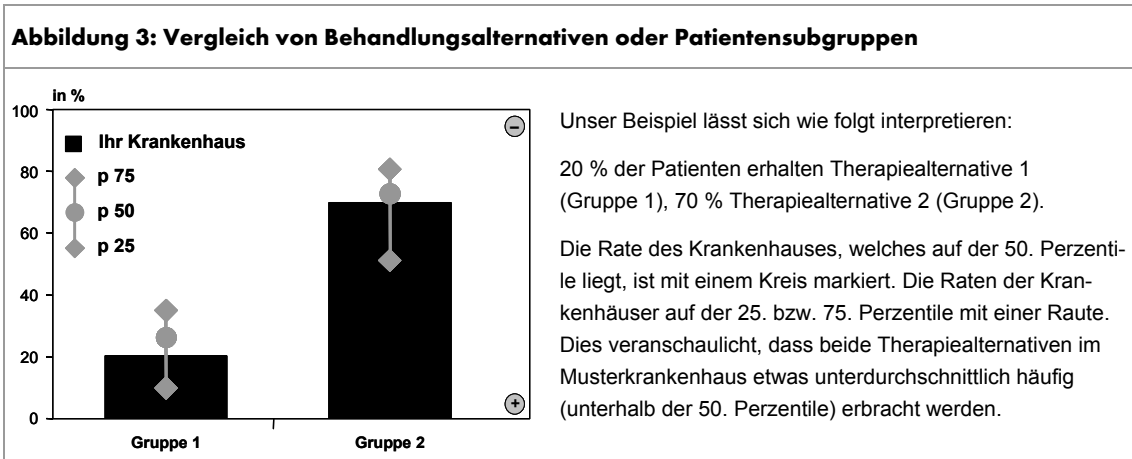 Abbildung 3: Vergleich von Behandlungsalternativen oder Patientensubgruppen
in %
100
80
60
40
20
0
Ihr Krankenhaus
p 75
p 50
p 25
–
+
Gruppe 1
Gruppe 2
Unser Beispiel lässt sich wie folgt interpretieren:
20 % der Patienten erhalten Therapiealternative 1
(Gruppe 1), 70 % Therapiealternative 2 (Gruppe 2).
Die Rate des Krankenhauses, welches auf der 50. Perzenti-
le liegt, ist mit einem Kreis markiert. Die Raten der Kran-
kenhäuser auf der 25. bzw. 75. Perzentile mit einer Raute.
Dies veranschaulicht, dass beide Therapiealternativen im
Musterkrankenhaus etwas unterdurchschnittlich häufig
(unterhalb der 50. Perzentile) erbracht werden.